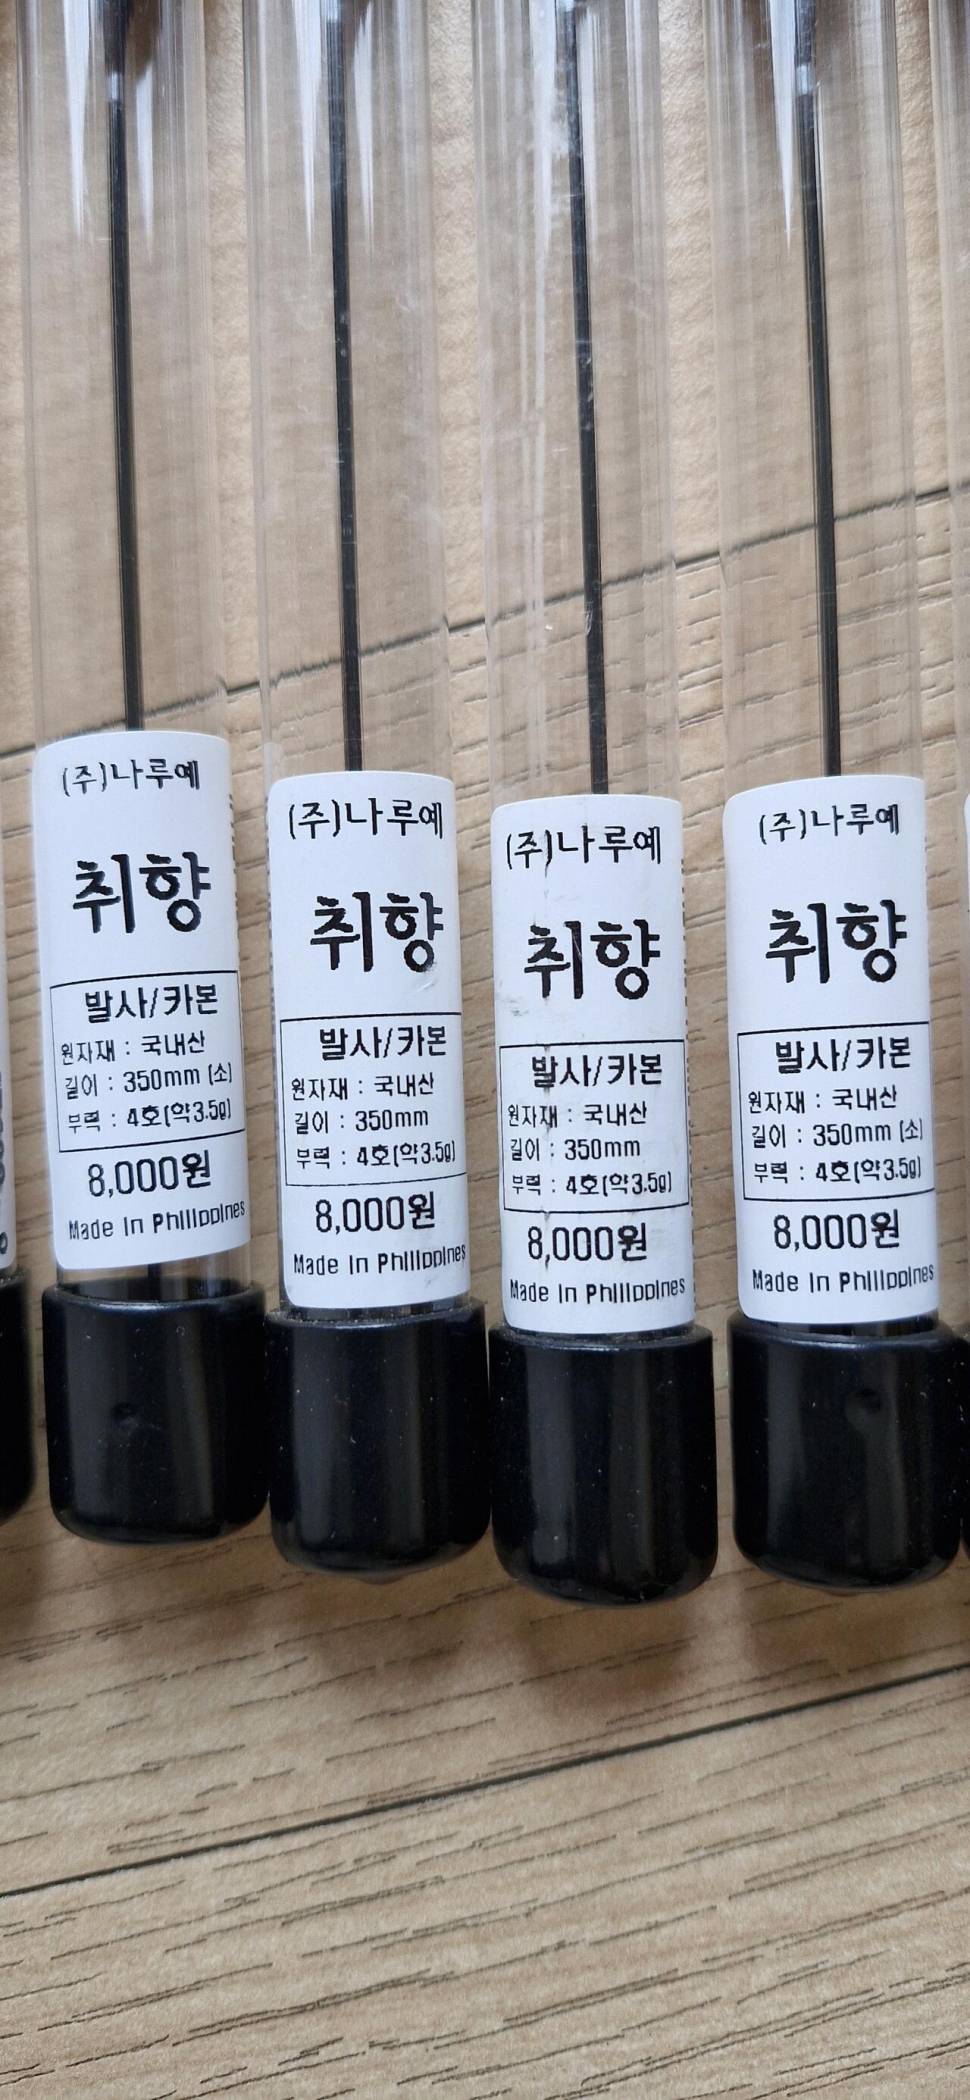 (주)나루예
취향
발사/카본
원자재 : 국내산
길이 : 350mm (소)
부력 : 4호(약3.5g)
8,000원
Made In Philippines
(주)나루예
취향
발사/카본
원자재 : 국내산
길이 : 350mm
부력 : 4호(약3.5g)
8,000원
Made In Philippines
(주)나루예
취향
발사/카본
원자재 : 국내산
길이 : 350mm
부력 : 4호(약3.5g)
8,000원
Made In Philippines
(주)나루예
취향
발사/카본
원자재 : 국내산
길이 : 350mm (소)
부력 : 4호(약3.5g)
8,000원
Made In Philippines